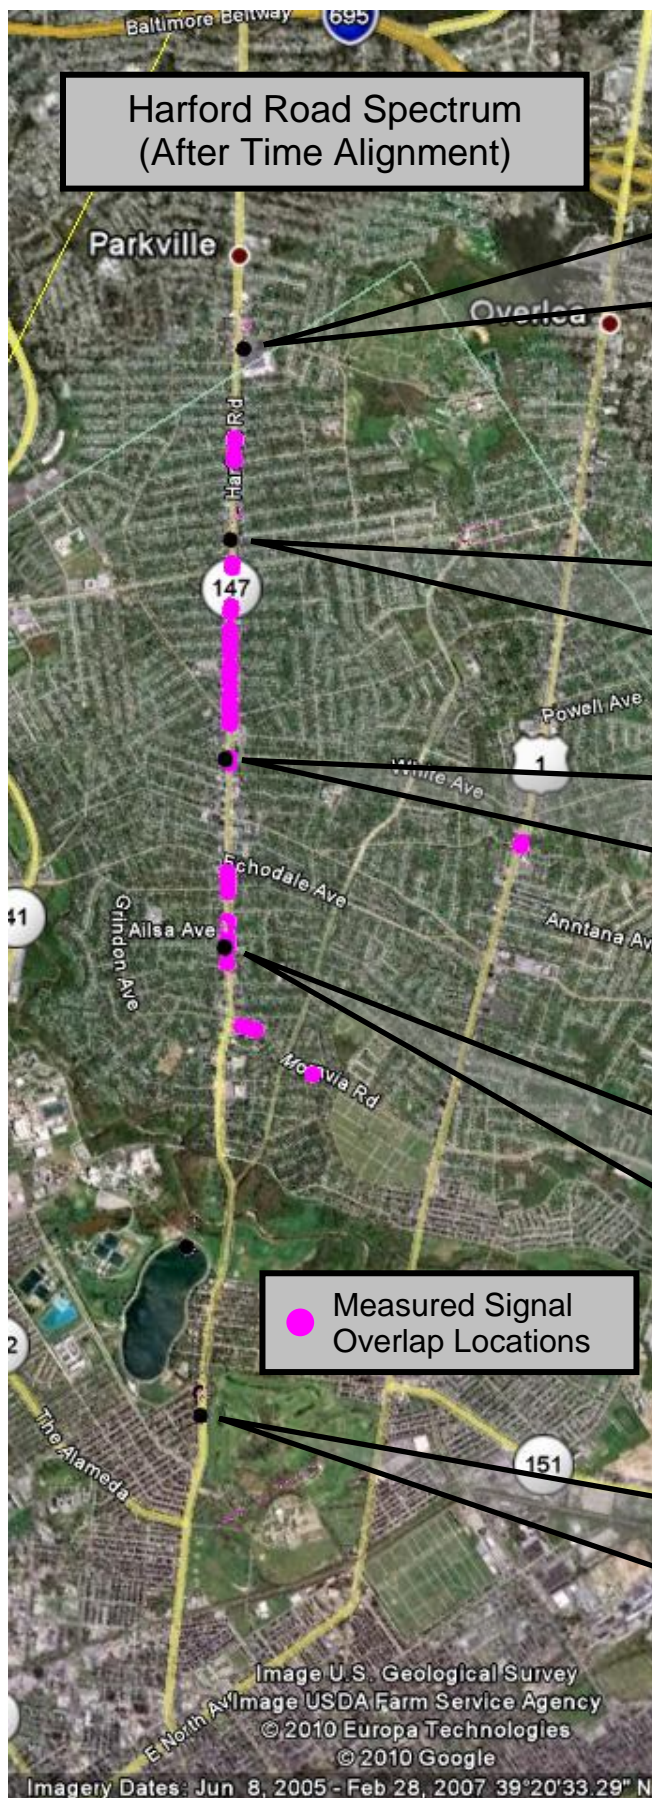 Baltimore Beltway
695
Harford Road Spectrum
(After Time Alignment)
Parkville
Overlea
Har Rd
147
Powell Ave
1
White Ave
Echodale Ave
41
Grindon Ave
Ailsa Ave
Anntana Av
Moravia Rd
Measured Signal
Overlap Locations
2
The Alameda
151
E North Av
Image U.S. Geological Survey
Image USDA Farm Service Agency
© 2010 Europa Technologies
© 2010 Google
Imagery Dates: Jun 8, 2005 - Feb 28, 2007 39°20'33.29" N